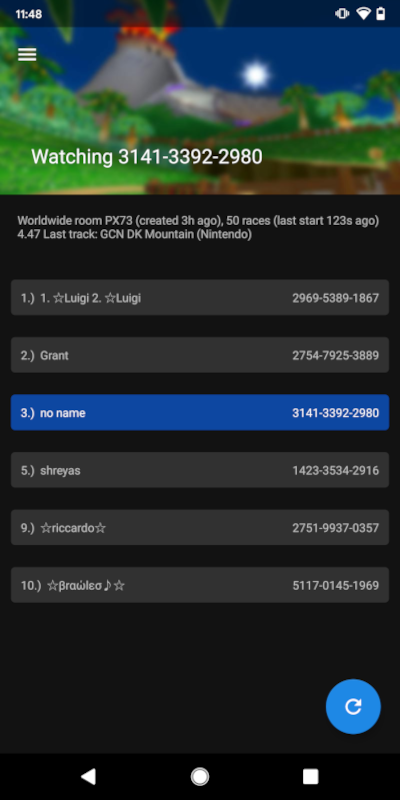 11:48
Watching 3141-3392-2980
Worldwide room PX73 (created 3h ago), 50 races (last start 123s ago)
4.47 Last track: GCN DK Mountain (Nintendo)
1.) 1. ☆Luigi 2. ☆Luigi 2969-5389-1867
2.) Grant 2754-7925-3889
3.) no name 3141-3392-2980
5.) shreyas 1423-3534-2916
9.) ☆riccardo☆ 2751-9937-0357
10.) ☆βrαώlεσ♪☆ 5117-0145-1969